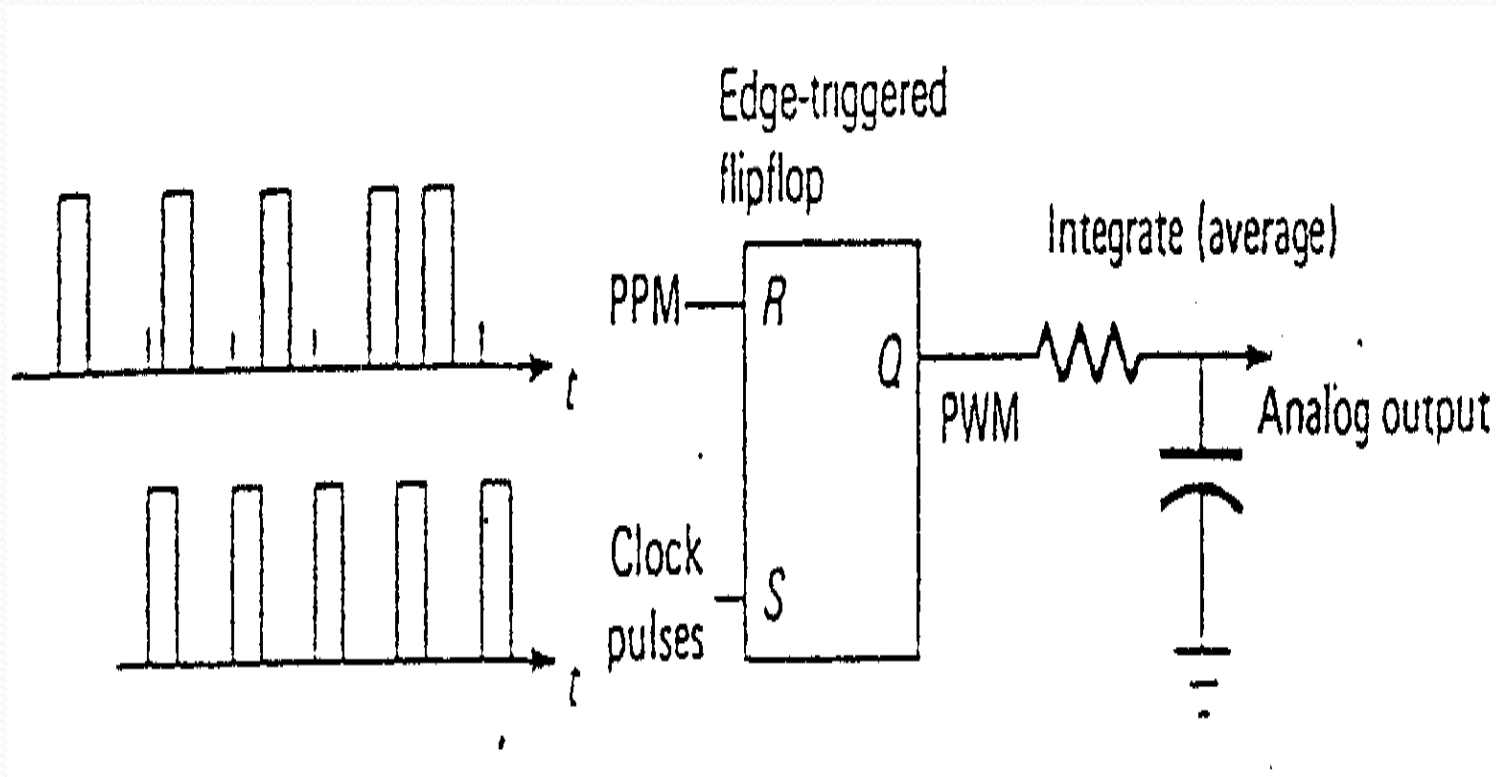 Edge-triggered
flipflop
Integrate (average)
PPM
R
Q
t
PWM
Analog output
Clock
pulses
S
t